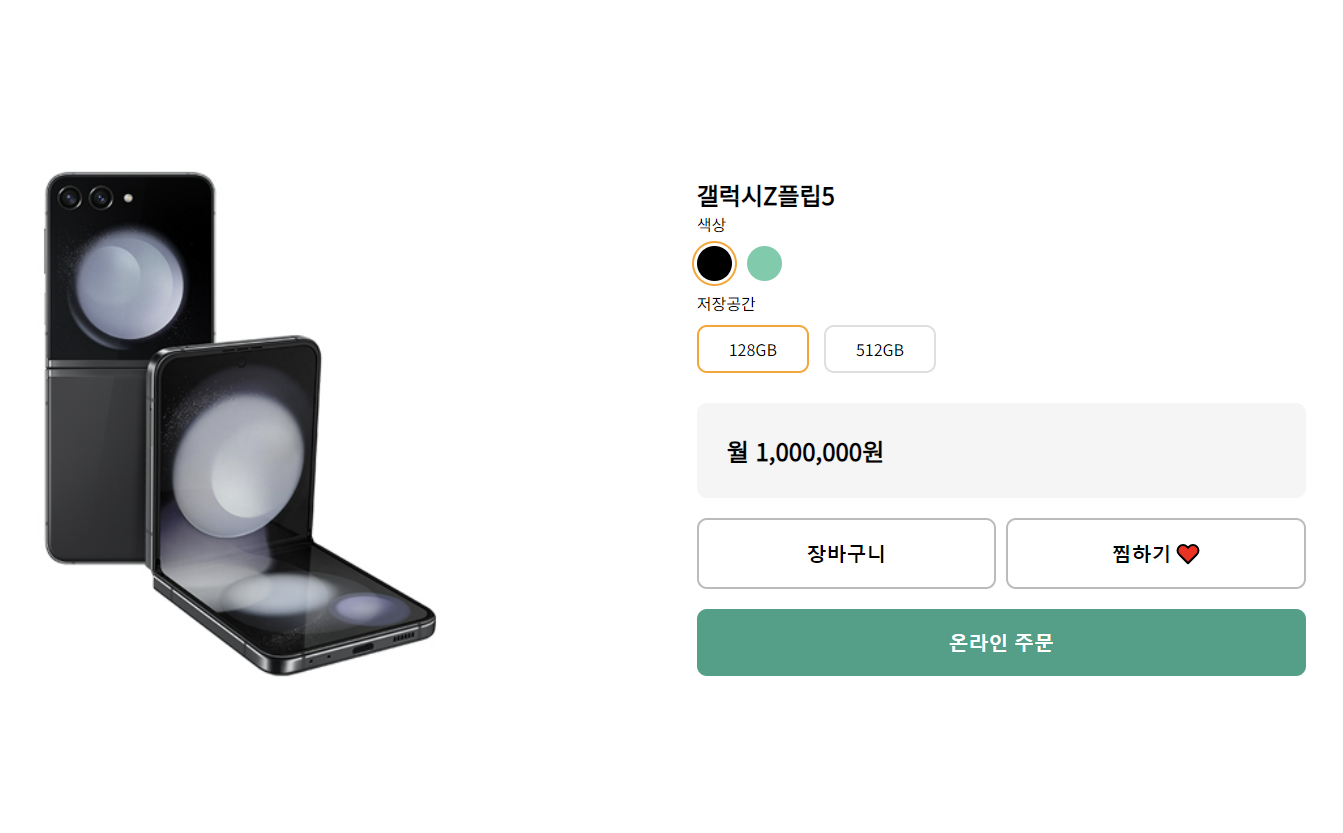 갤럭시Z플립5
색상
저장공간
128GB 512GB
월 1,000,000원
장바구니 찜하기 ❤️
온라인 주문